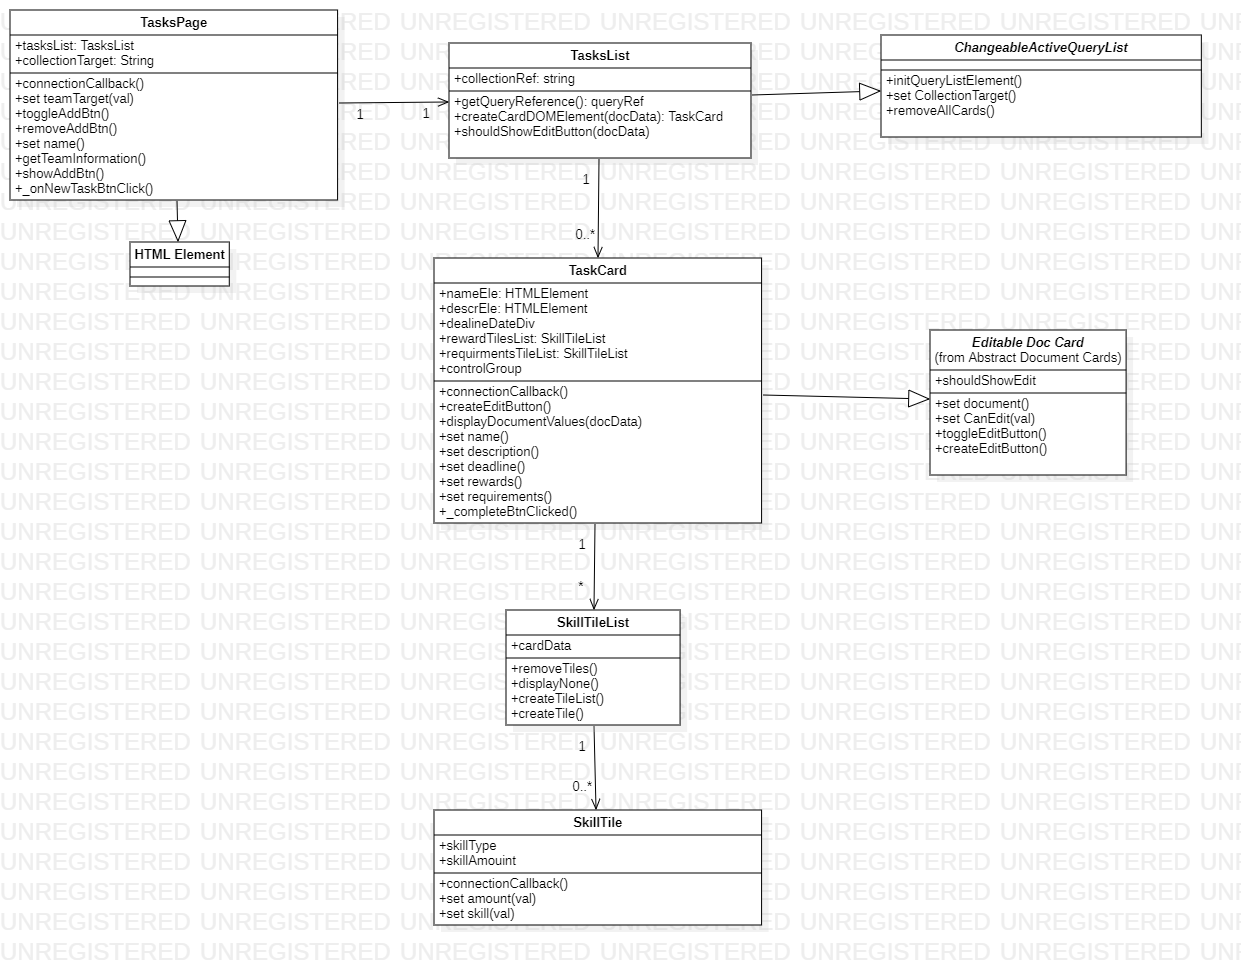 TasksPage
+tasksList: TasksList
+collectionTarget: String
+connectionCallback()
+set teamTarget(val)
+toggleAddBtn()
+removeAddBtn()
+set name()
+getTeamInformation()
+showAddBtn()
+_onNewTaskBtnClick()
HTML Element
1
1
TasksList
+collectionRef: string
+getQueryReference(): queryRef
+createCardDOMElement(docData): TaskCard
+shouldShowEditButton(docData)
ChangeableActiveQueryList
+initQueryListElement()
+set CollectionTarget()
+removeAllCards()
1
0..*
TaskCard
+nameEle: HTMLElement
+descrEle: HTMLElement
+dealineDateDiv
+rewardTilesList: SkillTileList
+requirmentsTileList: SkillTileList
+controlGroup
+connectionCallback()
+createEditButton()
+displayDocumentValues(docData)
+set name()
+set description()
+set deadline()
+set rewards()
+set requirements()
+_completeBtnClicked()
Editable Doc Card
(from Abstract Document Cards)
+shouldShowEdit
+set document()
+set CanEdit(val)
+toggleEditButton()
+createEditButton()
1
*
SkillTileList
+cardData
+removeTiles()
+displayNone()
+createTileList()
+createTile()
1
0..*
SkillTile
+skillType
+skillAmouint
+connectionCallback()
+set amount(val)
+set skill(val)
UNREGISTERED